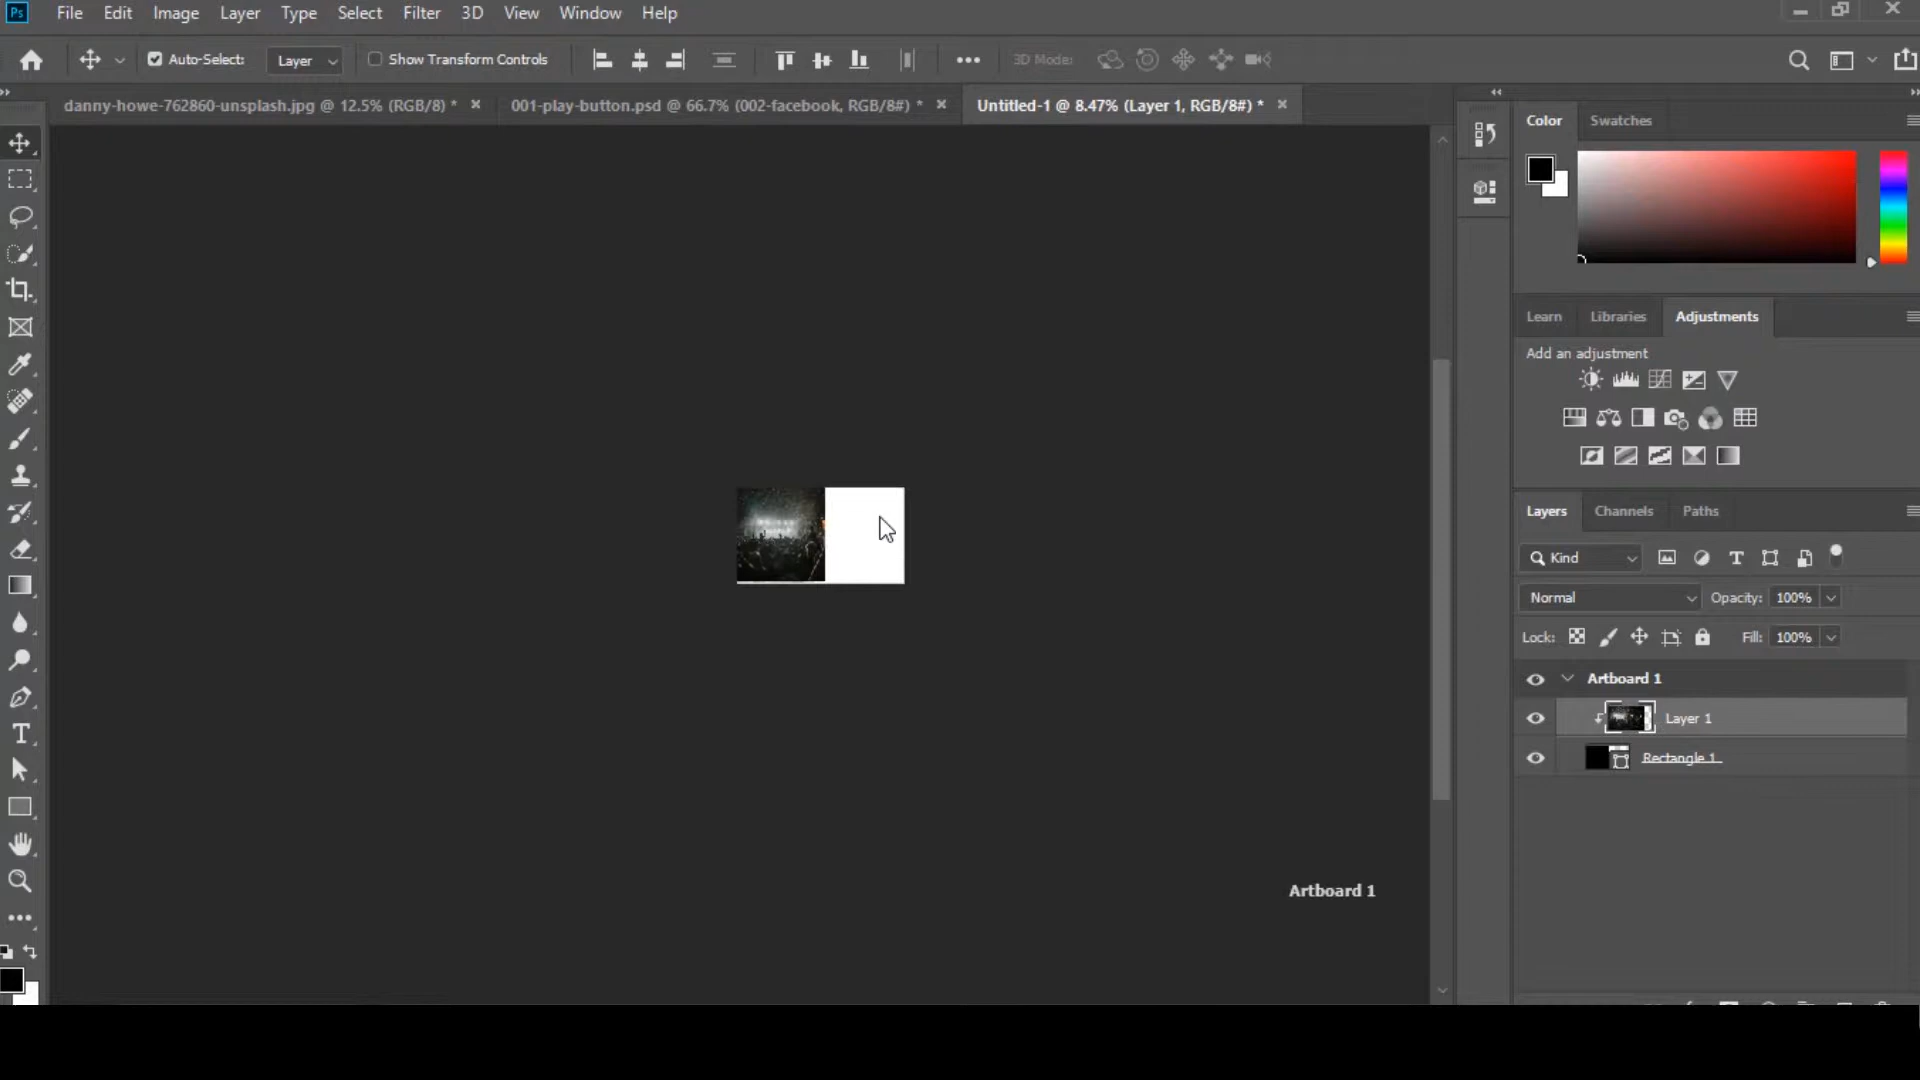 Ps File Edit Image Layer Type Select Filter 3D View Window Help
Auto-Select: Layer Show Transform Controls 3D Mode:
danny-howe-762860-unsplash.jpg @ 12.5% (RGB/8) * 001-play-button.psd @ 66.7% (002-facebook, RGB/8#) * Untitled-1 @ 8.47% (Layer 1, RGB/8#) *
Color Swatches
Learn Libraries Adjustments
Add an adjustment
Layers Channels Paths
Kind
Normal Opacity: 100%
Lock: Fill: 100%
Artboard 1
Layer 1
Rectangle 1
Artboard 1